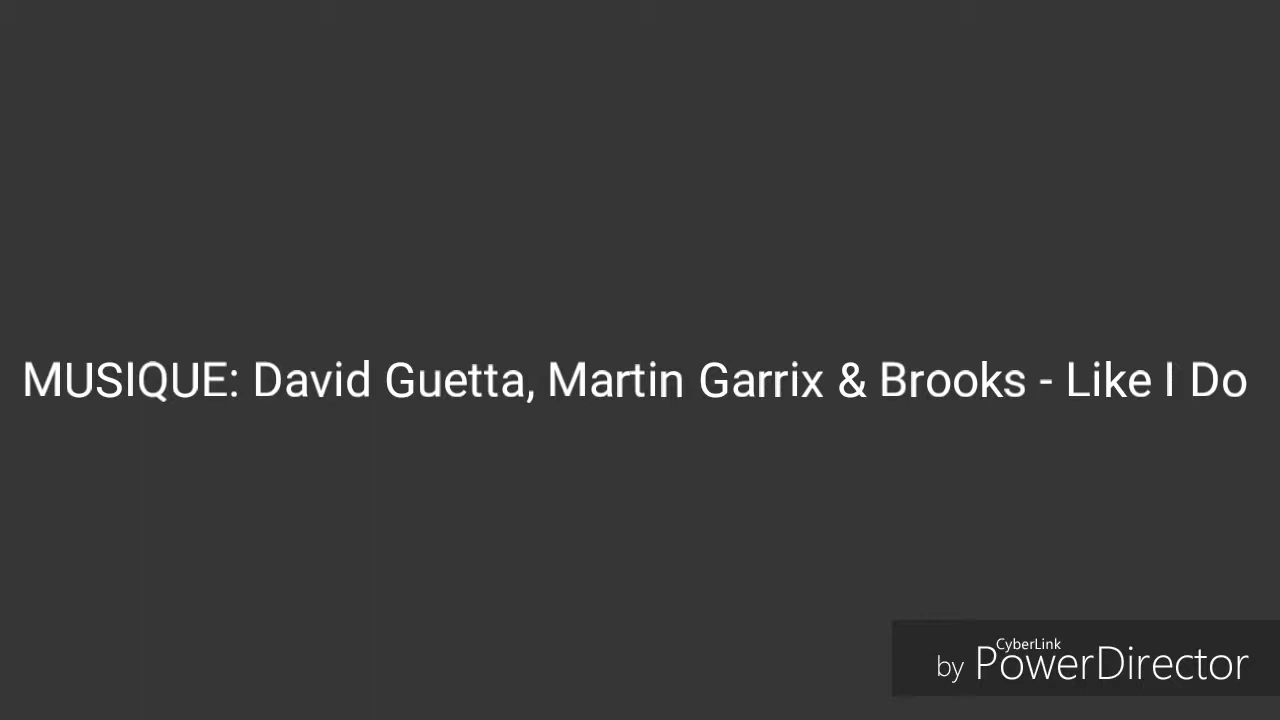 MUSIQUE: David Guetta, Martin Garrix & Brooks - Like I Do
CyberLink
by PowerDirector